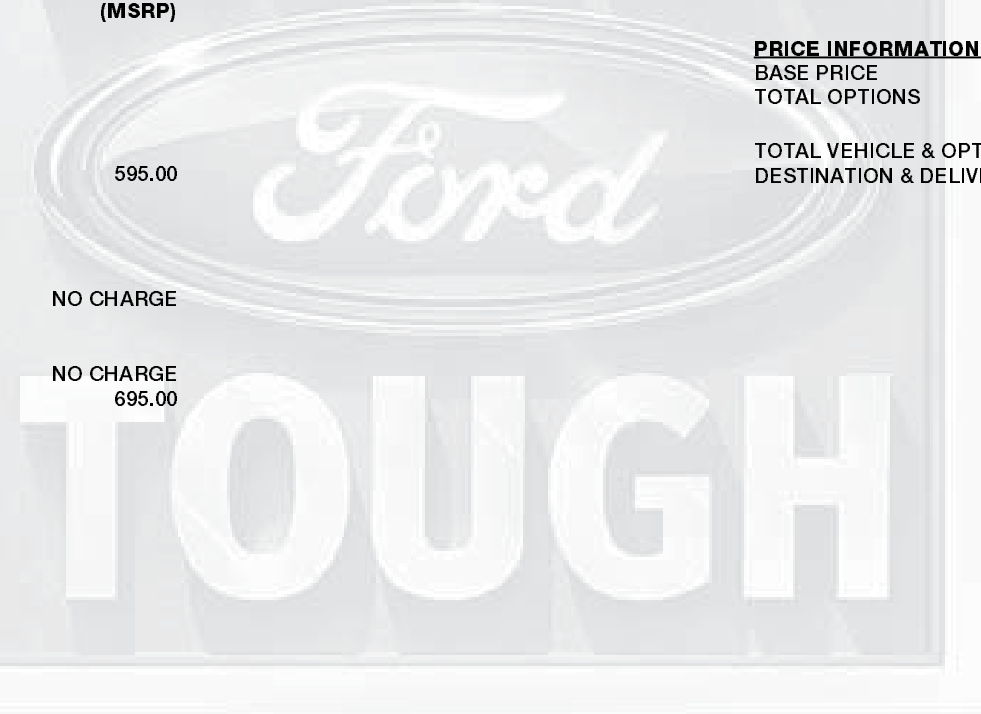 (MSRP)
595.00
NO CHARGE
NO CHARGE
695.00
PRICE INFORMATION
BASE PRICE
TOTAL OPTIONS
TOTAL VEHICLE & OPT
DESTINATION & DELIV
Ford
TOUGH